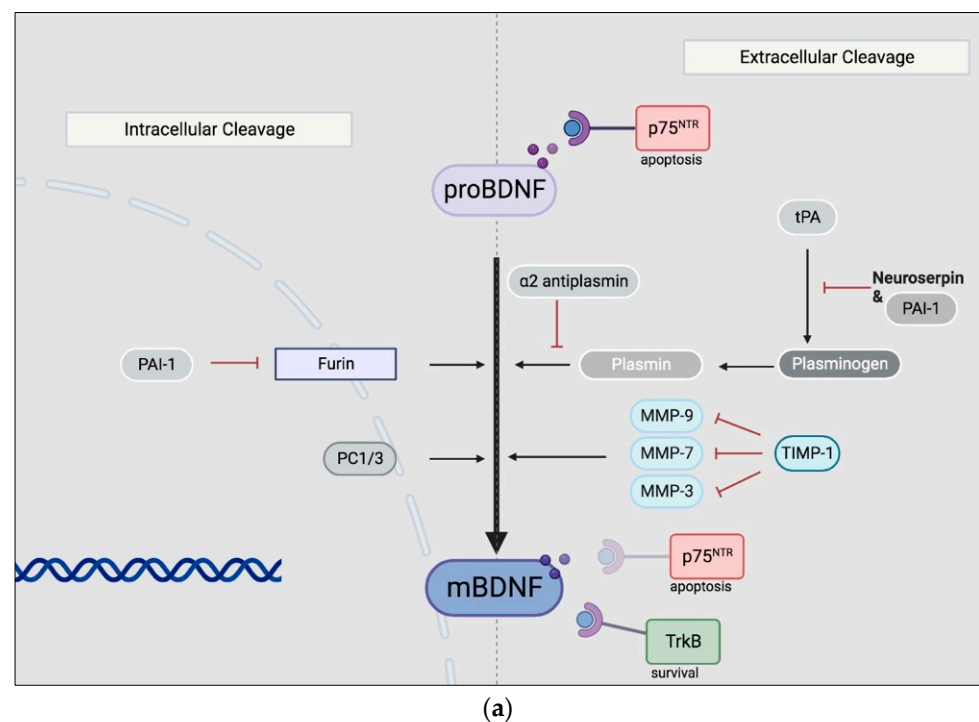 Extracellular Cleavage
Intracellular Cleavage
p75NTR
apoptosis
proBDNF
tPA
α2 antiplasmin
Neuroserpin
&
PAI-1
PAI-1
Furin
Plasmin
Plasminogen
MMP-9
PC1/3
MMP-7
TIMP-1
MMP-3
p75NTR
apoptosis
mBDNF
TrkB
survival
(a)